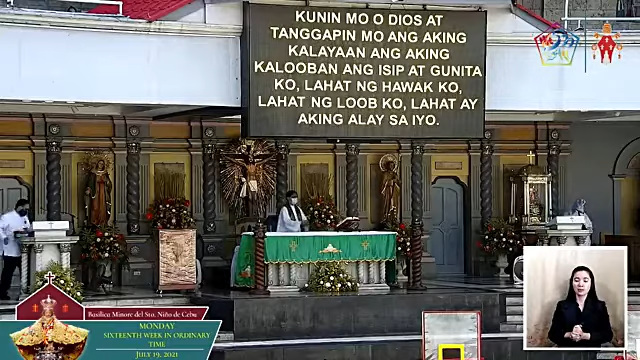 KUNIN MO O DIOS AT
TANGGAPIN MO ANG AKING
KALAYAAN ANG AKING
KALOOBAN ANG ISIP AT GUNITA
KO, LAHAT NG HAWAK KO,
LAHAT NG LOOB KO, LAHAT AY
AKING ALAY SA IYO.
Basilica Minore del Sto. Niño de Cebu
MONDAY
SIXTEENTH WEEK IN ORDINARY
TIME
JULY 19, 2021